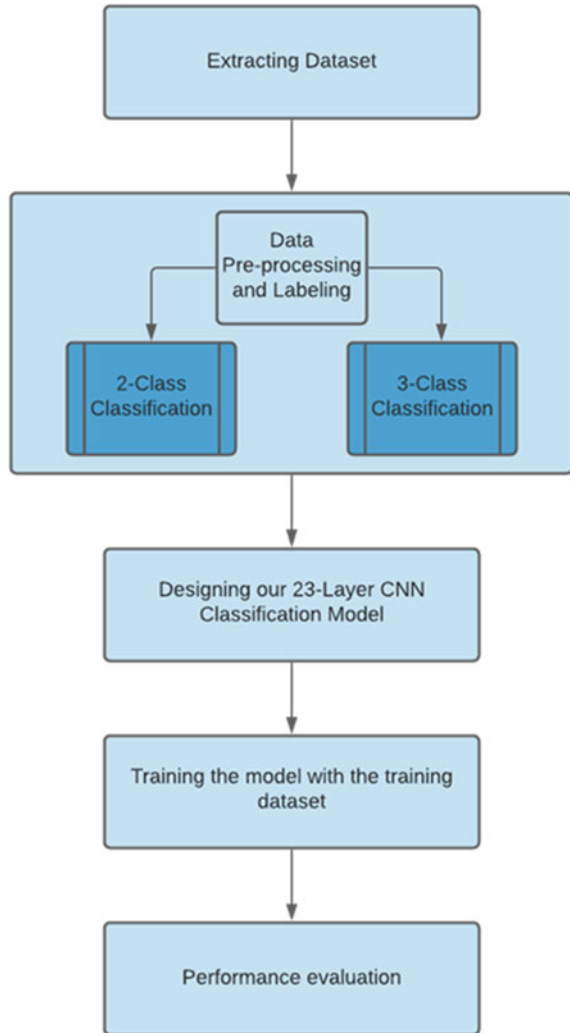 Extracting Dataset
Data
Pre-processing
and Labeling
2-Class
Classification
3-Class
Classification
Designing our 23-Layer CNN
Classification Model
Training the model with the training
dataset
Performance evaluation